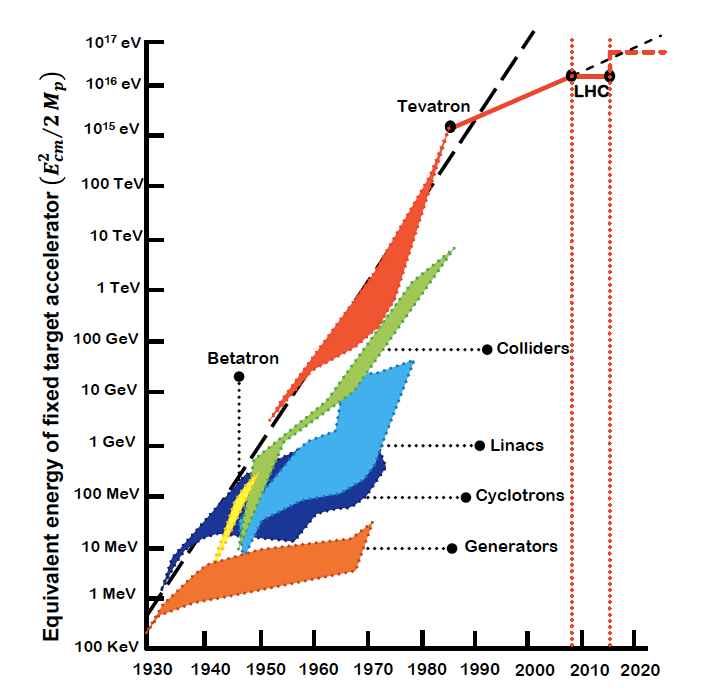 Equivalent energy of fixed target accelerator (E²cm/2 Mp)
10¹⁷ eV
10¹⁶ eV
10¹⁵ eV
100 TeV
10 TeV
1 TeV
100 GeV
10 GeV
1 GeV
100 MeV
10 MeV
1 MeV
100 KeV
Tevatron
LHC
Betatron
Colliders
Linacs
Cyclotrons
Generators
1930 1940 1950 1960 1970 1980 1990 2000 2010 2020